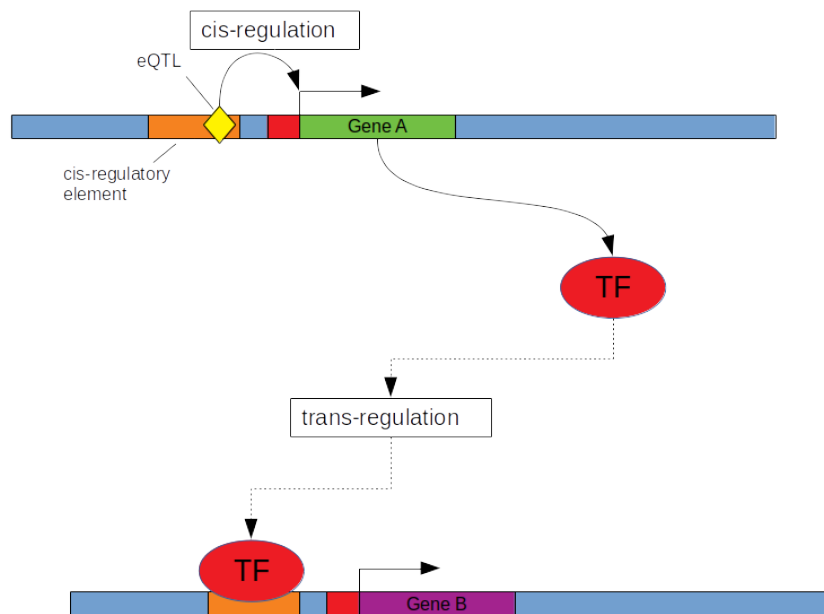 cis-regulation
eQTL
Gene A
cis-regulatory
element
TF
trans-regulation
TF
Gene B